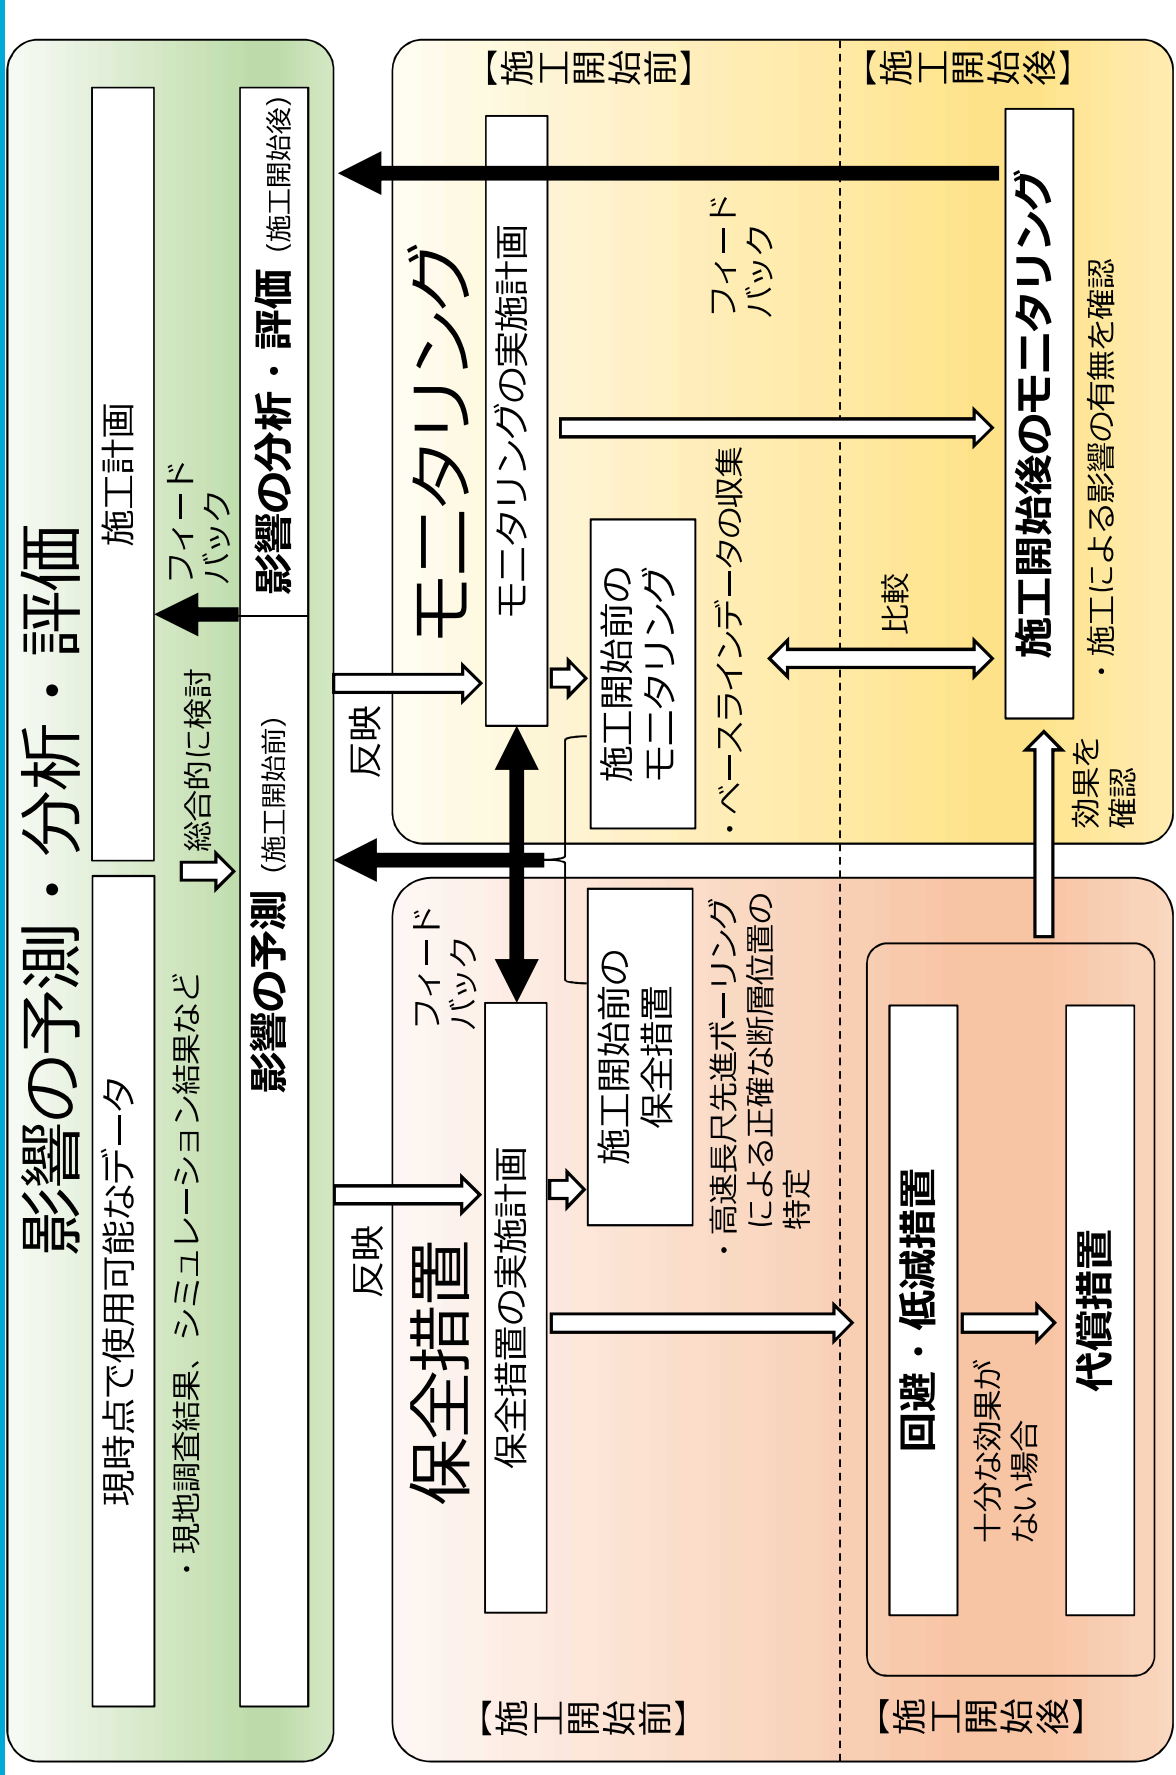 影響の予測・分析・評価
現時点で使用可能なデータ
施工計画
・現地調査結果、シミュレーション結果など
総合的に検討
フィード
バック
影響の予測（施工開始前）
影響の分析・評価（施工開始後）
反映
フィード
バック
反映
保全措置
【施工開始前】
保全措置の実施計画
施工開始前の
保全措置
・高速長尺先進ボーリング
による正確な断層位置の
特定
【施工開始後】
回避・低減措置
十分な効果が
ない場合
代償措置
モニタリング
【施工開始前】
モニタリングの実施計画
施工開始前の
モニタリング
・ベースラインデータの収集
フィード
バック
比較
【施工開始後】
施工開始後のモニタリング
・施工による影響の有無を確認
効果を
確認